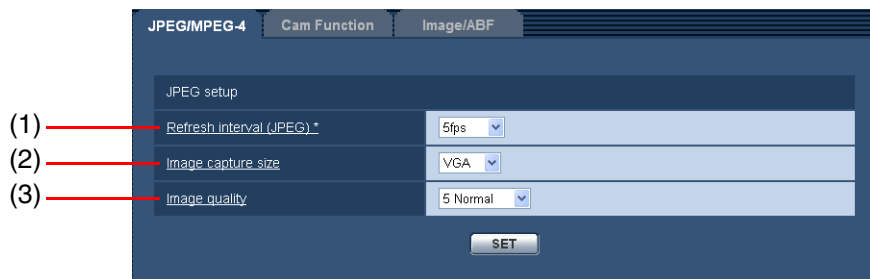 JPEG/MPEG-4 Cam Function Image/ABF
JPEG setup
(1) Refresh interval (JPEG) * 5fps
(2) Image capture size VGA
(3) Image quality 5 Normal
SET